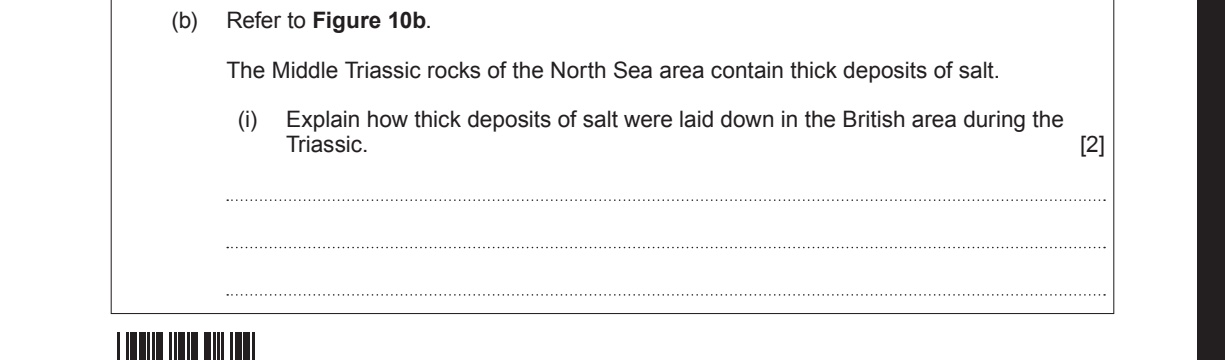 (b) Refer to Figure 10b.
The Middle Triassic rocks of the North Sea area contain thick deposits of salt.
(i) Explain how thick deposits of salt were laid down in the British area during the
Triassic. [2]